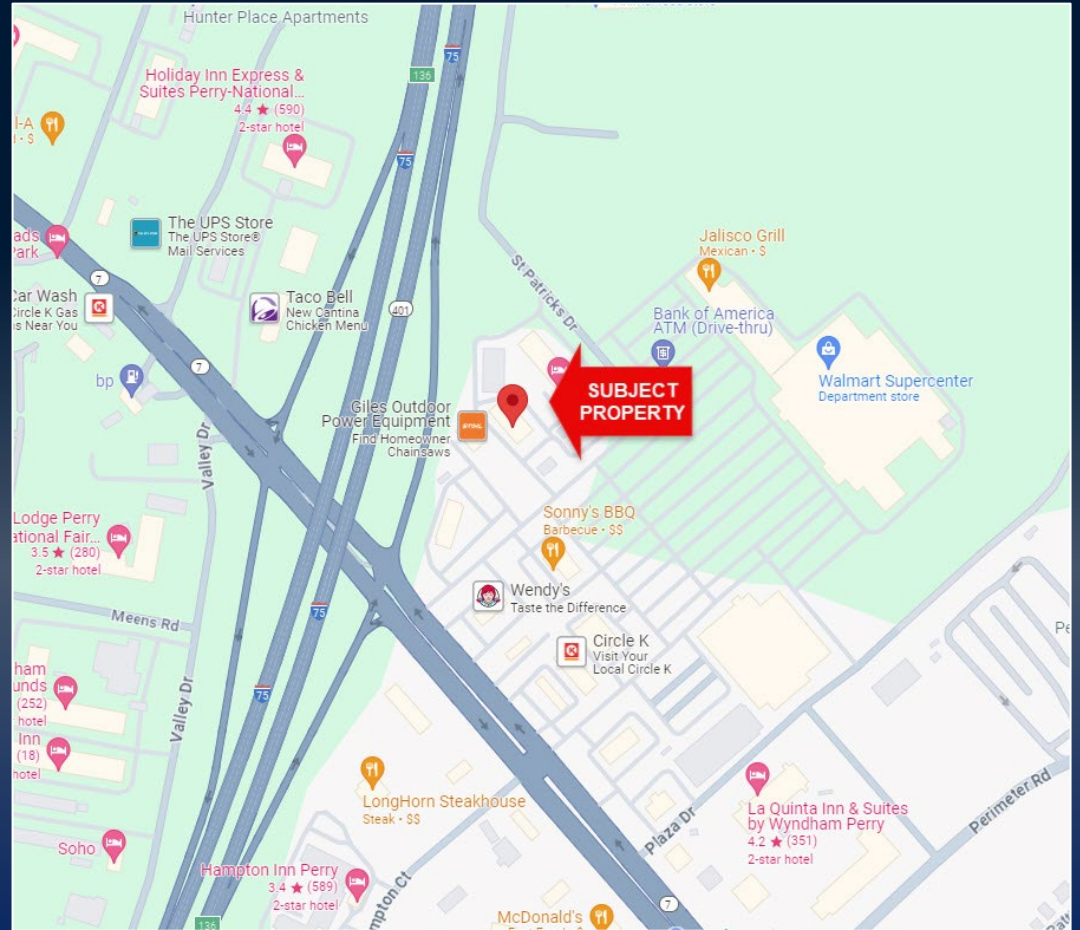 Hunter Place Apartments
75
136
Holiday Inn Express &
Suites Perry-National...
4.4 ★ (590)
2-star hotel
75
The UPS Store
The UPS Store®
Mail Services
ads
Park
7
Car Wash
Circle K Gas
s Near You
Taco Bell
New Cantina
Chicken Menu
401
St Patricks Dr
Jalisco Grill
Mexican • $
Bank of America
ATM (Drive-thru)
Walmart Supercenter
Department store
7
bp
SUBJECT
PROPERTY
Giles Outdoor
Power Equipment
Find Homeowner
Chainsaws
STIHL
Valley Dr
Lodge Perry
ational Fair...
3.5 ★ (280)
2-star hotel
Sonny's BBQ
Barbecue • $$
Wendy's
Taste the Difference
Meens Rd
75
Circle K
Visit Your
Local Circle K
Pe
ham
unds
(252)
hotel
75
Valley Dr
Inn
(18)
hotel
LongHorn Steakhouse
Steak • $$
La Quinta Inn & Suites
by Wyndham Perry
4.2 ★ (351)
2-star hotel
Perimeter Rd
Plaza Dr
Soho
Hampton Inn Perry
3.4 ★ (589)
2-star hotel
mpton Ct
McDonald's
7
136